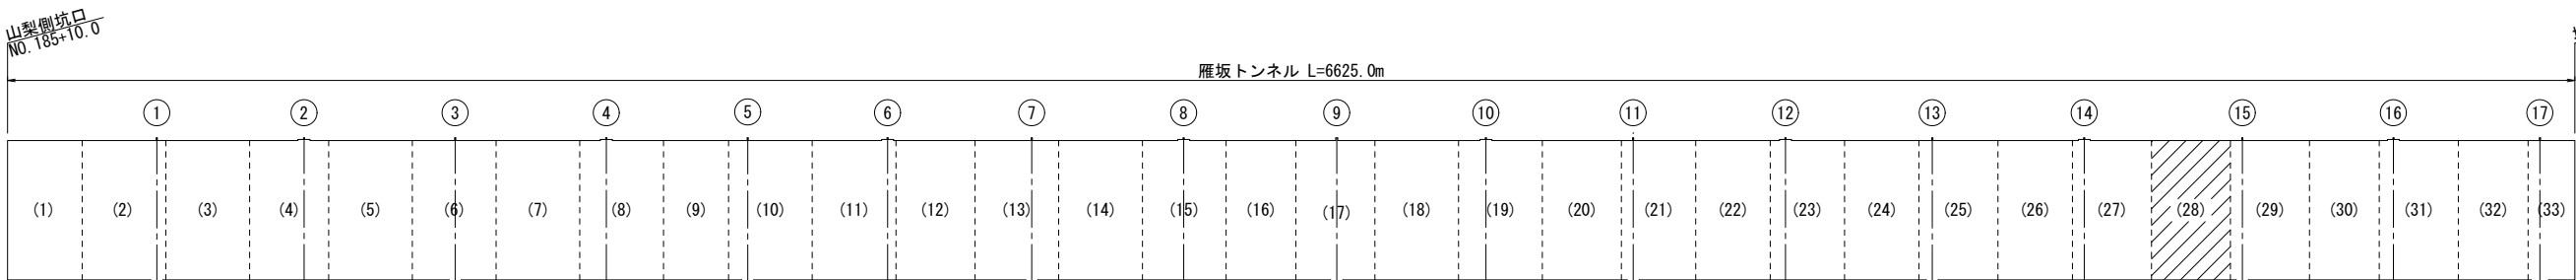 山梨側坑口
NO.185+10.0
雁坂トンネル L=6625.0m
① ② ③ ④ ⑤ ⑥ ⑦ ⑧ ⑨ ⑩ ⑪ ⑫ ⑬ ⑭ ⑮ ⑯ ⑰
(1) (2) (3) (4) (5) (6) (7) (8) (9) (10) (11) (12) (13) (14) (15) (16) (17) (18) (19) (20) (21) (22) (23) (24) (25) (26) (27) (28) (29) (30) (31) (32) (33)